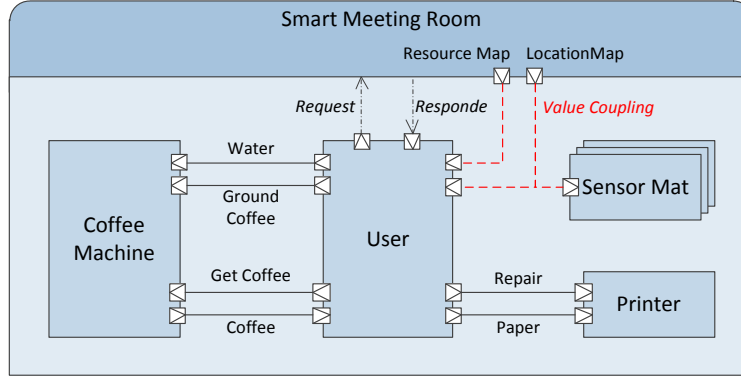 Smart Meeting Room
Resource Map
LocationMap
Request
Responde
Value Coupling
Water
Ground
Coffee
Coffee
Machine
User
Sensor Mat
Get Coffee
Coffee
Repair
Paper
Printer